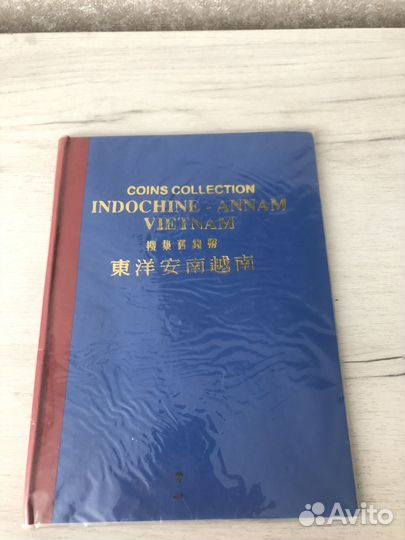 COINS COLLECTION
INDOCHINE - ANNAM
VIETNAM
東洋安南越南
Avito